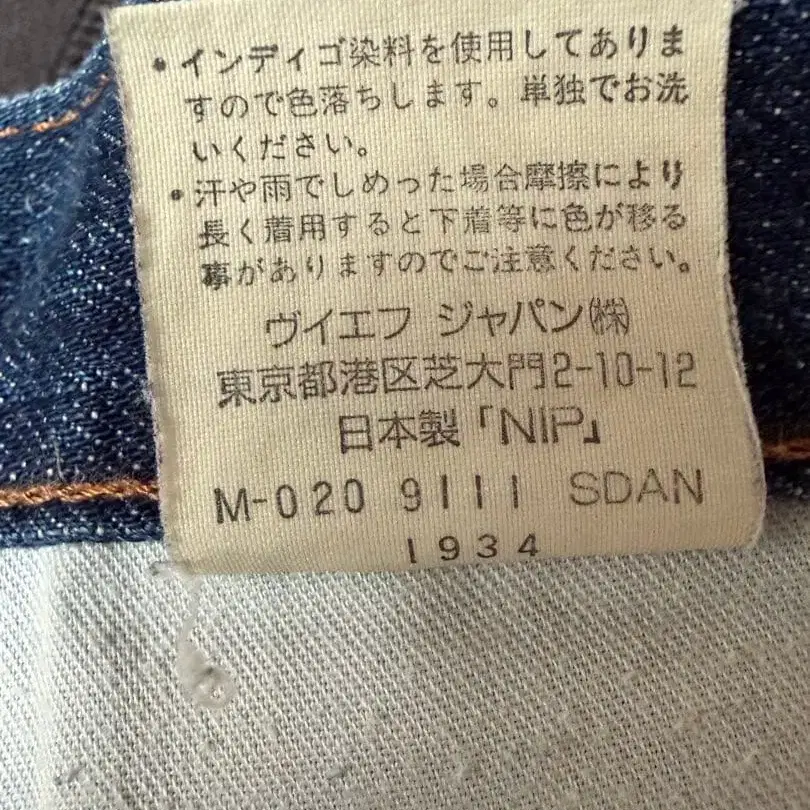 ・インディゴ染料を使用してありま
すので色落ちします。単独でお洗
いください。
・汗や雨でしめった場合摩擦により
長く着用すると下着等に色が移る
事がありますのでご注意ください。
ヴイエフ ジャパン㈱
東京都港区芝大門2-10-12
日本製「NIP」
M-020 9111 SDAN
1934